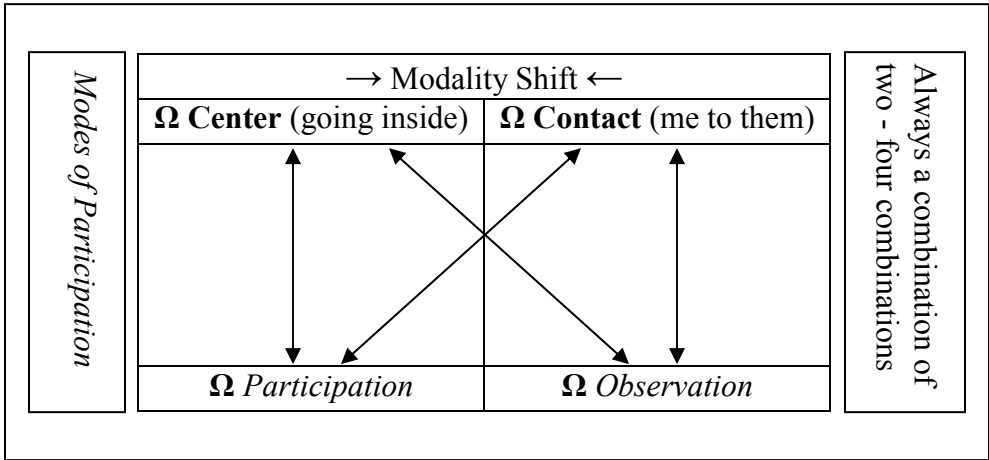 Modes of Participation
→ Modality Shift ←
Ω Center (going inside)
Ω Contact (me to them)
Ω Participation
Ω Observation
Always a combination of
two - four combinations